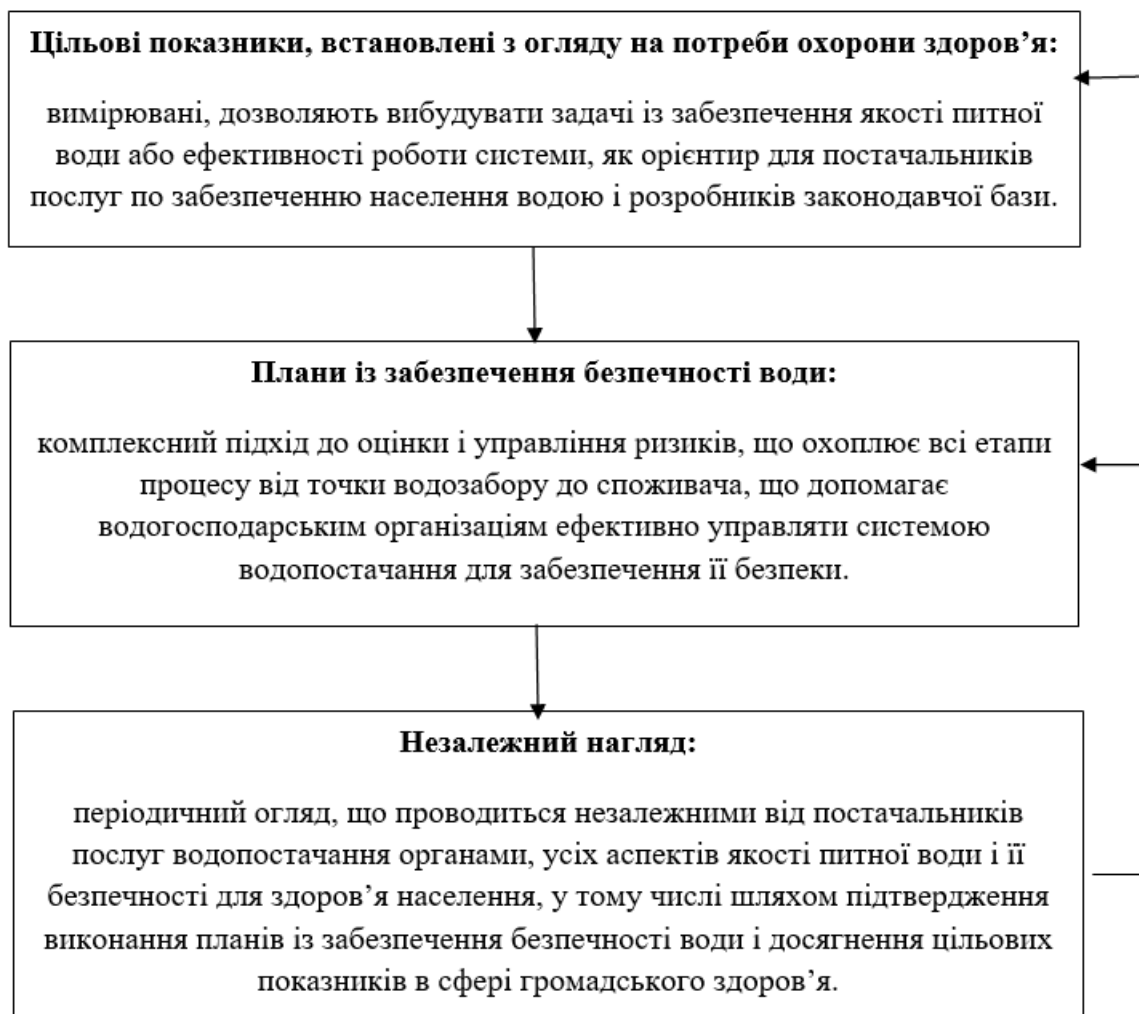 Цільові показники, встановлені з огляду на потреби охорони здоров’я:
вимірювані, дозволяють вибудувати задачі із забезпечення якості питної
води або ефективності роботи системи, як орієнтир для постачальників
послуг по забезпеченню населення водою і розробників законодавчої бази.
Плани із забезпечення безпечності води:
комплексний підхід до оцінки і управління ризиків, що охоплює всі етапи
процесу від точки водозабору до споживача, що допомагає
водогосподарським організаціям ефективно управляти системою
водопостачання для забезпечення її безпеки.
Незалежний нагляд:
періодичний огляд, що проводиться незалежними від постачальників
послуг водопостачання органами, усіх аспектів якості питної води і її
безпечності для здоров’я населення, у тому числі шляхом підтвердження
виконання планів із забезпечення безпечності води і досягнення цільових
показників в сфері громадського здоров’я.